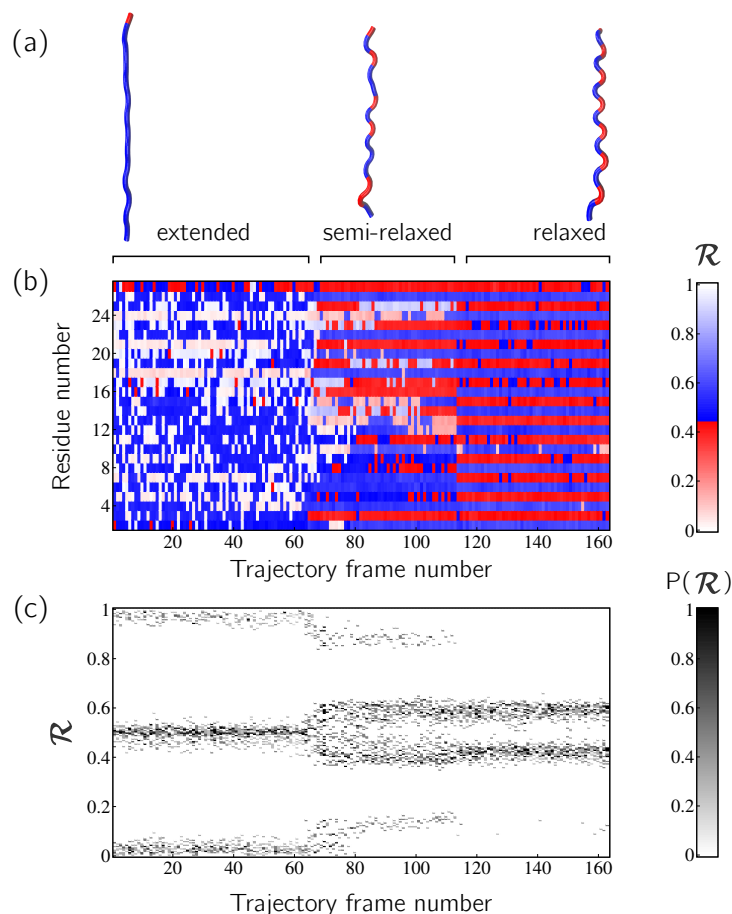 (a)
extended semi-relaxed relaxed
(b)
ℛ
24
20
16
12
8
4
Residue number
20 40 60 80 100 120 140 160
Trajectory frame number
1
0.8
0.6
0.4
0.2
0
(c)
P(ℛ)
1
0.8
0.6
0.4
0.2
0
ℛ
20 40 60 80 100 120 140 160
Trajectory frame number
1
0.8
0.6
0.4
0.2
0